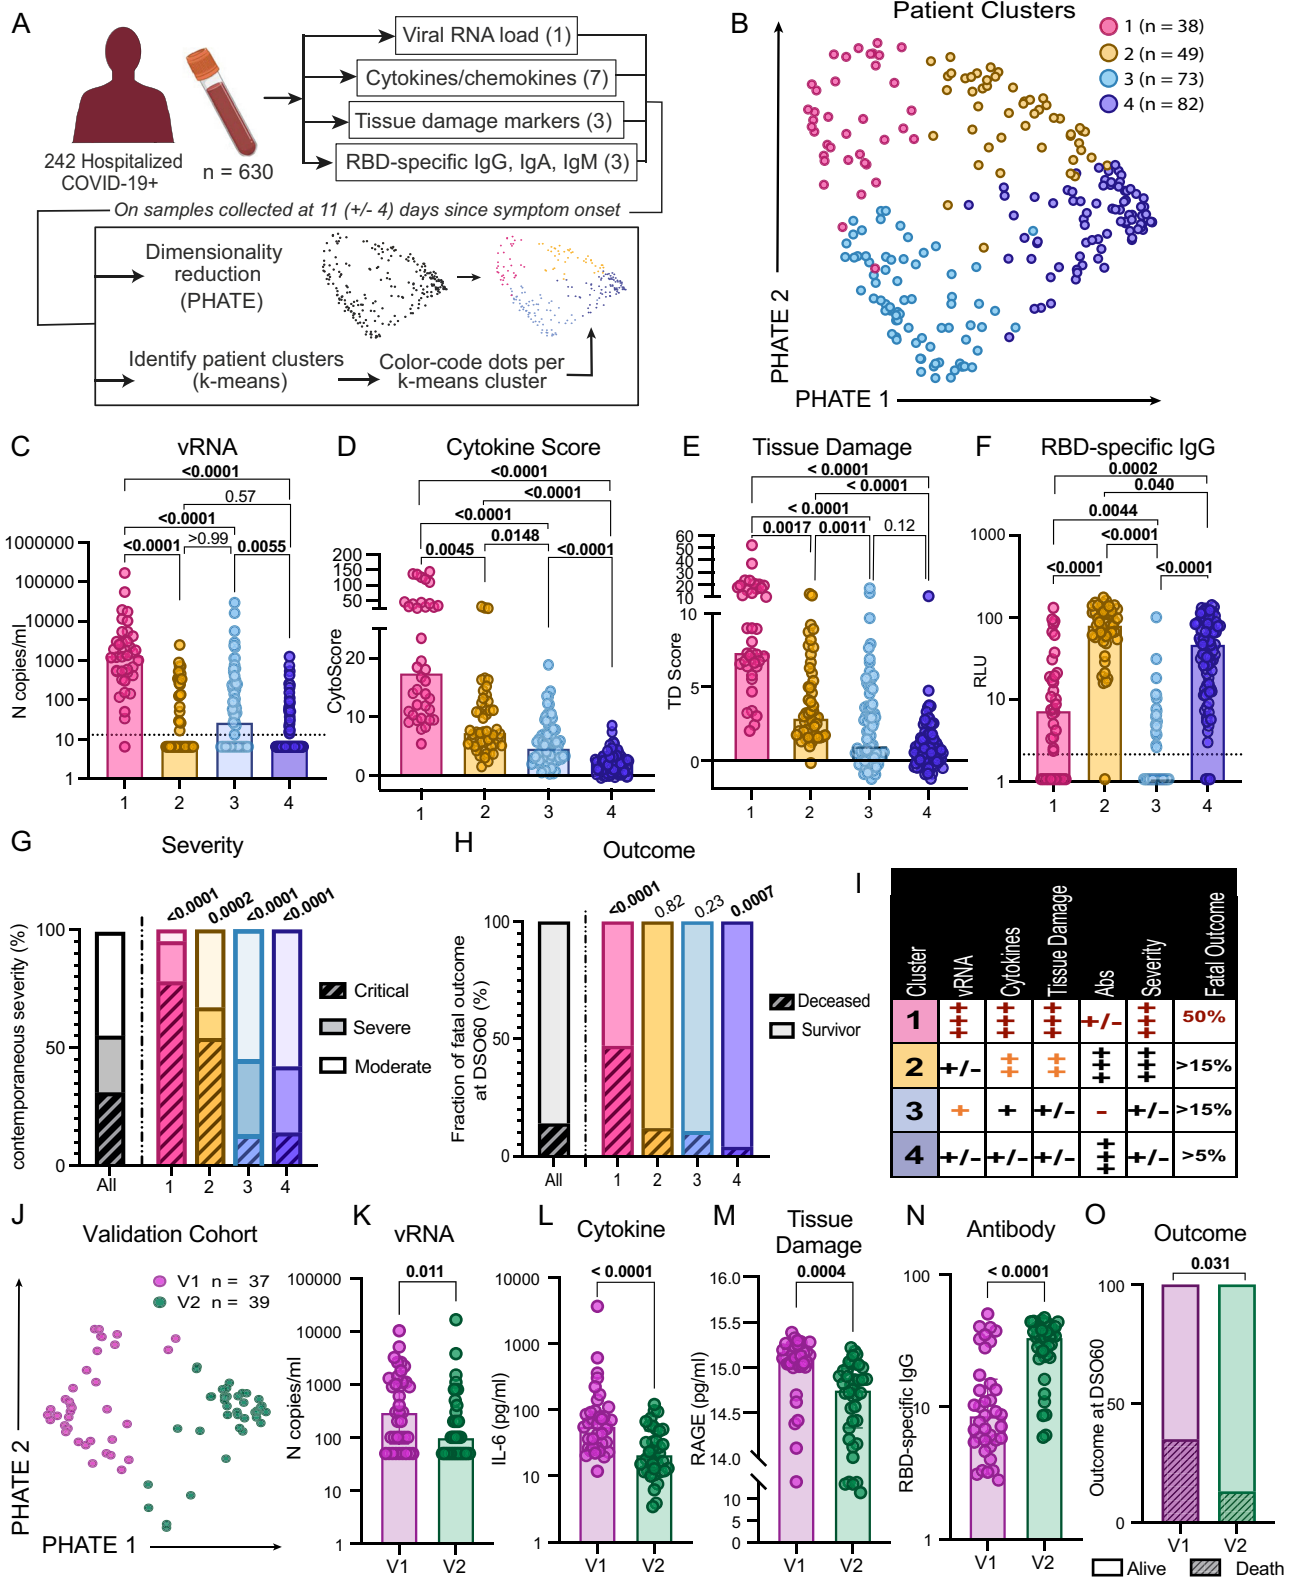 A
242 Hospitalized
COVID-19+
n = 630
Viral RNA load (1)
Cytokines/chemokines (7)
Tissue damage markers (3)
RBD-specific IgG, IgA, IgM (3)
On samples collected at 11 (+/- 4) days since symptom onset
Dimensionality
reduction
(PHATE)
Identify patient clusters
(k-means)
Color-code dots per
k-means cluster
B
Patient Clusters
1 (n = 38)
2 (n = 49)
3 (n = 73)
4 (n = 82)
PHATE 2
PHATE 1
C
vRNA
<0.0001
0.57
<0.0001
<0.0001
>0.99
0.0055
N copies/ml
1000000
100000
10000
1000
100
10
1
1
2
3
4
D
Cytokine Score
<0.0001
<0.0001
<0.0001
0.0148
0.0045
<0.0001
CytoScore
200
150
100
50
20
10
0
1
2
3
4
E
Tissue Damage
< 0.0001
< 0.0001
< 0.0001
0.0017
0.0011
0.12
TD Score
60
50
40
30
20
10
10
5
0
1
2
3
4
F
RBD-specific IgG
0.0002
0.040
0.0044
<0.0001
<0.0001
<0.0001
RLU
1000
100
10
1
1
2
3
4
G
Severity
<0.0001
0.0002
<0.0001
<0.0001
contemporaneous severity (%)
100
50
0
All
1
2
3
4
Critical
Severe
Moderate
H
Outcome
<0.0001
0.82
0.23
0.0007
Fraction of fatal outcome
at DSO60 (%)
100
50
0
All
1
2
3
4
Deceased
Survivor
I
Cluster
vRNA
Cytokines
Tissue Damage
Abs
Severity
Fatal Outcome
1 +++ +++ +++ +/- +++ 50%
2 +/- ++ ++ +++ +++ >15%
3 + + +/- - +/- >15%
4 +/- +/- +/- +++ +/- >5%
J
Validation Cohort
V1 n = 37
V2 n = 39
PHATE 2
PHATE 1
K
vRNA
0.011
N copies/ml
100000
10000
1000
100
10
1
V1
V2
L
Cytokine
< 0.0001
IL-6 (pg/ml)
10000
1000
100
10
1
V1
V2
M
Tissue
Damage
0.0004
RAGE (pg/ml)
16.0
15.5
15.0
14.5
14.0
10
5
0
V1
V2
N
Antibody
< 0.0001
RBD-specific IgG
100
10
1
V1
V2
O
Outcome
0.031
Outcome at DSO60
100
50
0
V1
V2
Alive
Death